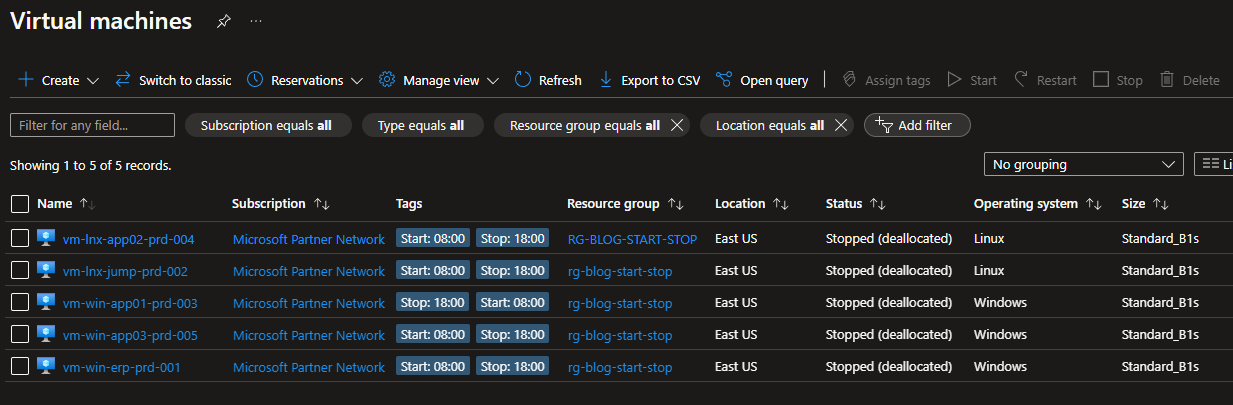 Virtual machines
Create Switch to classic Reservations Manage view Refresh Export to CSV Open query Assign tags Start Restart Stop Delete
Filter for any field... Subscription equals all Type equals all Resource group equals all Location equals all Add filter
Showing 1 to 5 of 5 records. No grouping Li
Name Subscription Tags Resource group Location Status Operating system Size
vm-lnx-app02-prd-004 Microsoft Partner Network Start: 08:00 Stop: 18:00 RG-BLOG-START-STOP East US Stopped (deallocated) Linux Standard_B1s
vm-lnx-jump-prd-002 Microsoft Partner Network Start: 08:00 Stop: 18:00 rg-blog-start-stop East US Stopped (deallocated) Linux Standard_B1s
vm-win-app01-prd-003 Microsoft Partner Network Stop: 18:00 Start: 08:00 rg-blog-start-stop East US Stopped (deallocated) Windows Standard_B1s
vm-win-app03-prd-005 Microsoft Partner Network Start: 08:00 Stop: 18:00 rg-blog-start-stop East US Stopped (deallocated) Windows Standard_B1s
vm-win-erp-prd-001 Microsoft Partner Network Start: 08:00 Stop: 18:00 rg-blog-start-stop East US Stopped (deallocated) Windows Standard_B1s